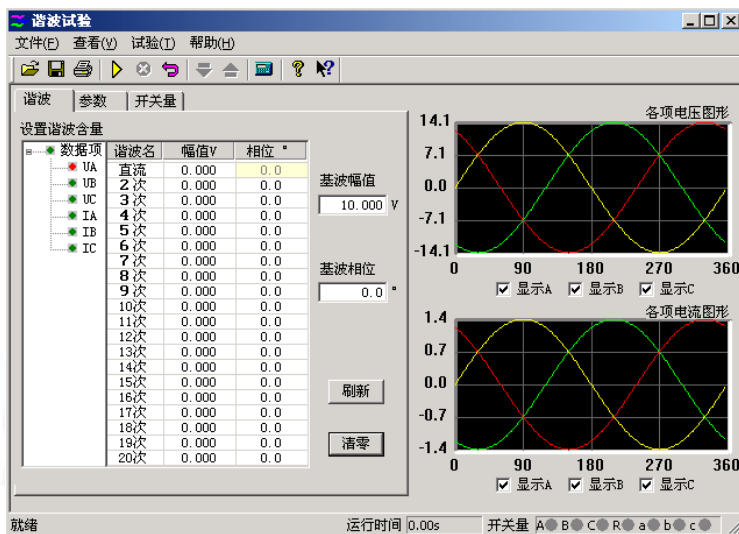 谐波试验
文件(F) 查看(V) 试验(T) 帮助(H)
谐波 参数 开关量
设置谐波含量
数据项
UA
UB
UC
IA
IB
IC
谐波名 幅值V 相位 °
直流 0.000 0.0
2次 0.000 0.0
3次 0.000 0.0
4次 0.000 0.0
5次 0.000 0.0
6次 0.000 0.0
7次 0.000 0.0
8次 0.000 0.0
9次 0.000 0.0
10次 0.000 0.0
11次 0.000 0.0
12次 0.000 0.0
13次 0.000 0.0
14次 0.000 0.0
15次 0.000 0.0
16次 0.000 0.0
17次 0.000 0.0
18次 0.000 0.0
19次 0.000 0.0
20次 0.000 0.0
基波幅值
10.000 V
基波相位
0.0 °
刷新
清零
各项电压图形
14.1
7.1
0.0
-7.1
-14.1
0 90 180 270 360
显示A 显示B 显示C
各项电流图形
1.4
0.7
0.0
-0.7
-1.4
0 90 180 270 360
显示A 显示B 显示C
就绪 运行时间 0.00s 开关量 A B C R a b c